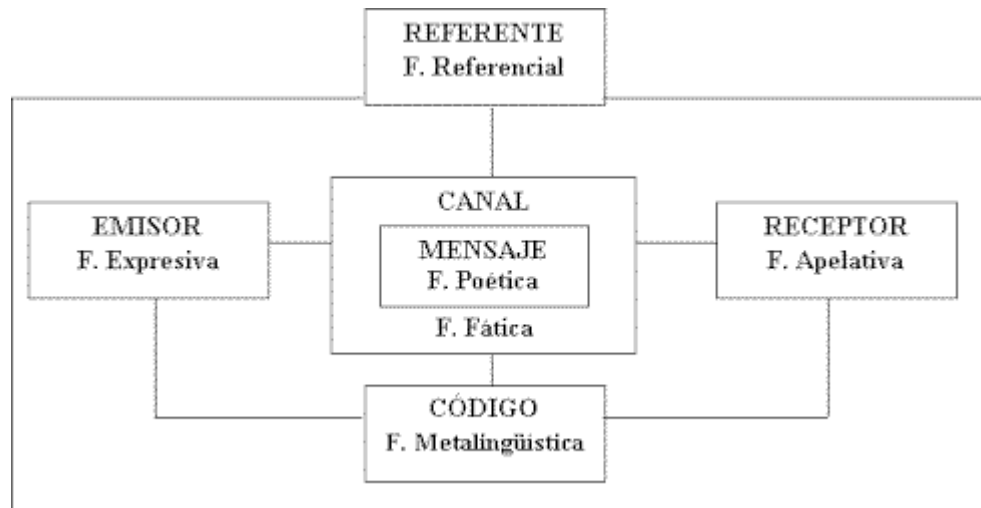 REFERENTE
F. Referencial
CANAL
EMISOR
F. Expresiva
MENSAJE
F. Poética
RECEPTOR
F. Apelativa
F. Fática
CÓDIGO
F. Metalingüística